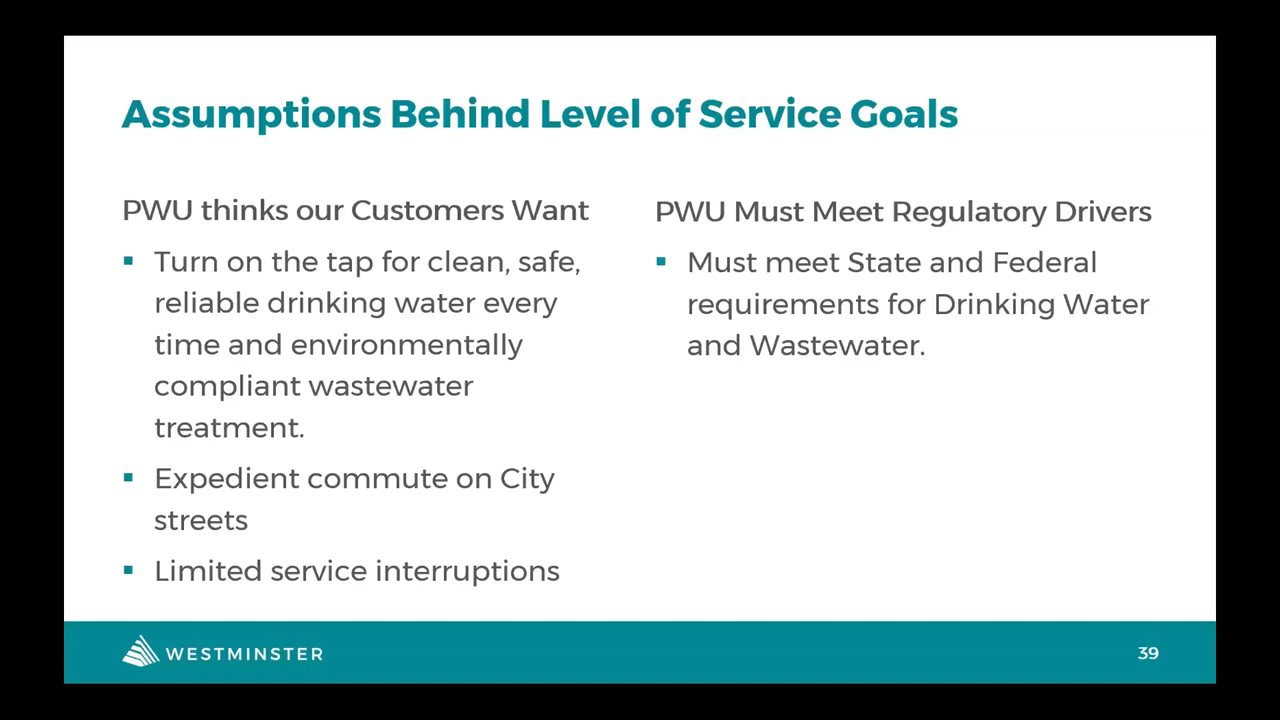 Assumptions Behind Level of Service Goals
PWU thinks our Customers Want
Turn on the tap for clean, safe,
reliable drinking water every
time and environmentally
compliant wastewater
treatment.
Expedient commute on City
streets
Limited service interruptions
PWU Must Meet Regulatory Drivers
Must meet State and Federal
requirements for Drinking Water
and Wastewater.
WESTMINSTER
39